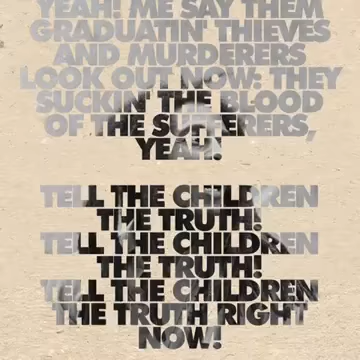 YEAH! ME SAY THEM
GRADUATIN' THIEVES
AND MURDERERS
LOOK OUT NOW: THEY
SUCKIN' THE BLOOD
OF THE SUFFERERS,
YEAH!
TELL THE CHILDREN
THE TRUTH!
TELL THE CHILDREN
THE TRUTH!
TELL THE CHILDREN
THE TRUTH RIGHT
NOW!